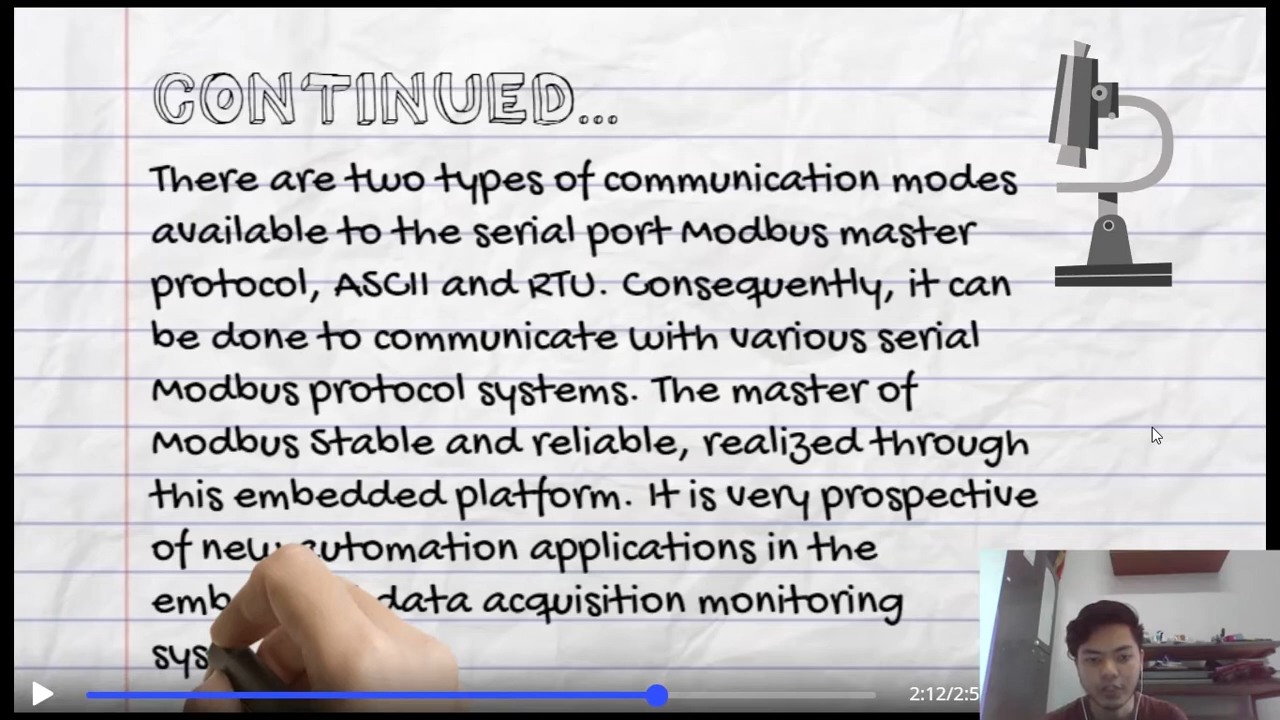 CONTINUED...
There are two types of communication modes
available to the serial port Modbus master
protocol, ASCII and RTU. Consequently, it can
be done to communicate with various serial
Modbus protocol systems. The master of
Modbus Stable and reliable, realized through
this embedded platform. It is very prospective
of new automation applications in the
data acquisition monitoring
2:12/2:5